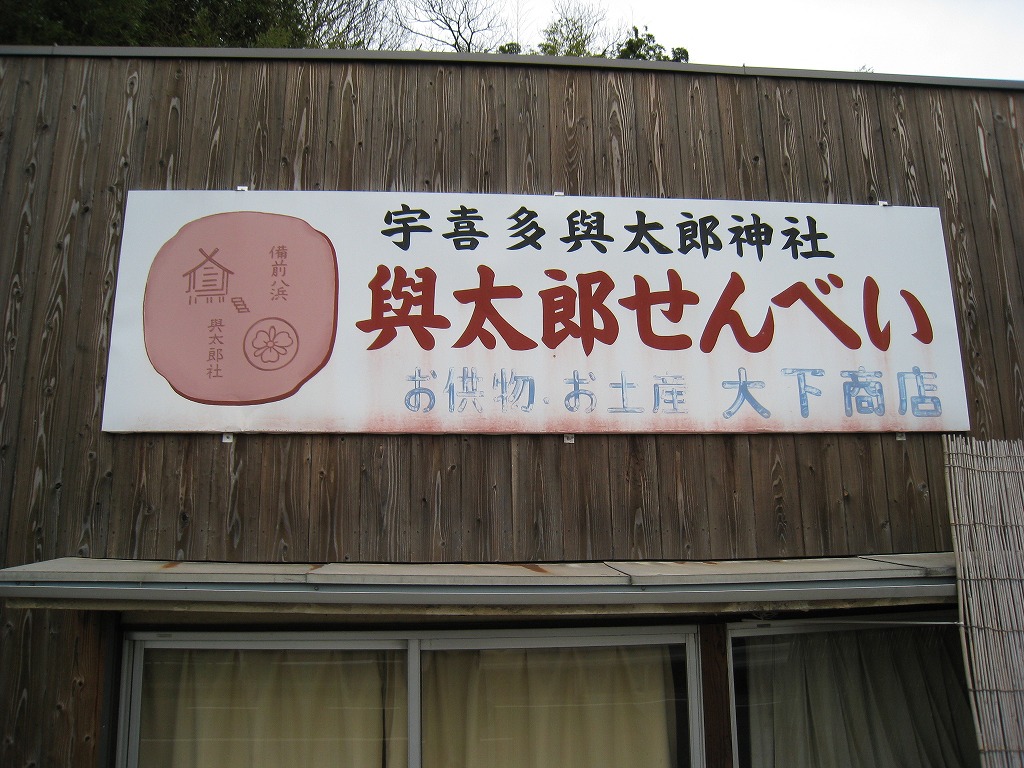 宇喜多與太郎神社
與太郎せんべい
お供物・お土産 大下商店
備前八浜
與太郎社